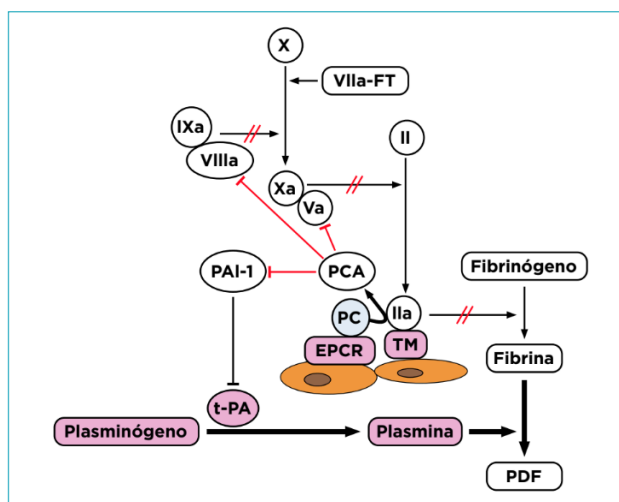 X
VIIa-FT
IXa
VIIIa
II
Xa
Va
PAI-1
PCA
Fibrinógeno
PC
IIa
EPCR
TM
Fibrina
t-PA
Plasminógeno
Plasmina
PDF